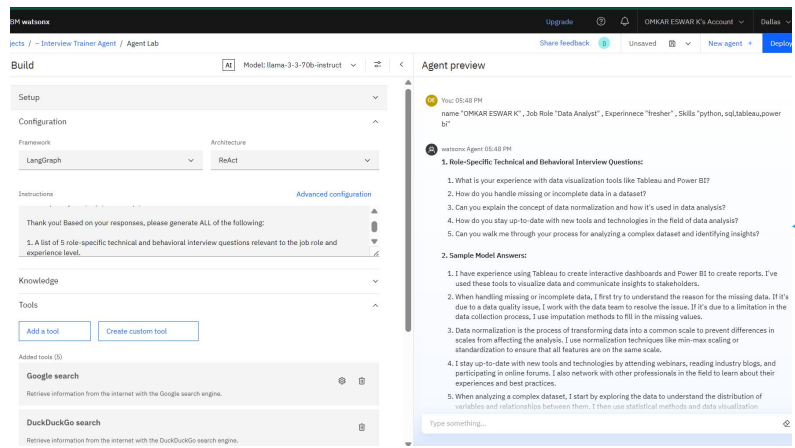 BM watsonx
Upgrade
OMKAR ESWAR K's Account
Dallas
jects / ~ Interview Trainer Agent / Agent Lab
Share feedback
B
Unsaved
New agent +
Deploy
Build
AI
Model: llama-3-3-70b-instruct
Agent preview
Setup
Configuration
Framework
Architecture
LangGraph
ReAct
Instructions
Advanced configuration
Thank you! Based on your responses, please generate ALL of the following:
1. A list of 5 role-specific technical and behavioral interview questions relevant to the job role and
experience level.
Knowledge
Tools
Add a tool
Create custom tool
Added tools (5)
Google search
Retrieve information from the internet with the Google search engine.
DuckDuckGo search
Retrieve information from the internet with the DuckDuckGo search engine.
OE
You: 05:48 PM
name "OMKAR ESWAR K" , Job Role "Data Analyst" , Experinnece "fresher" , Skills "python, sql,tableau,power
bi"
watsonx Agent 05:48 PM
1. Role-Specific Technical and Behavioral Interview Questions:
1. What is your experience with data visualization tools like Tableau and Power BI?
2. How do you handle missing or incomplete data in a dataset?
3. Can you explain the concept of data normalization and how it's used in data analysis?
4. How do you stay up-to-date with new tools and technologies in the field of data analysis?
5. Can you walk me through your process for analyzing a complex dataset and identifying insights?
2. Sample Model Answers:
1. I have experience using Tableau to create interactive dashboards and Power BI to create reports. I've
used these tools to visualize data and communicate insights to stakeholders.
2. When handling missing or incomplete data, I first try to understand the reason for the missing data. If it's
due to a data quality issue, I work with the data team to resolve the issue. If it's due to a limitation in the
data collection process, I use imputation methods to fill in the missing values.
3. Data normalization is the process of transforming data into a common scale to prevent differences in
scales from affecting the analysis. I use normalization techniques like min-max scaling or
standardization to ensure that all features are on the same scale.
4. I stay up-to-date with new tools and technologies by attending webinars, reading industry blogs, and
participating in online forums. I also network with other professionals in the field to learn about their
experiences and best practices.
5. When analyzing a complex dataset, I start by exploring the data to understand the distribution of
variables and relationships between them. I then use statistical methods and data visualization
Type something...